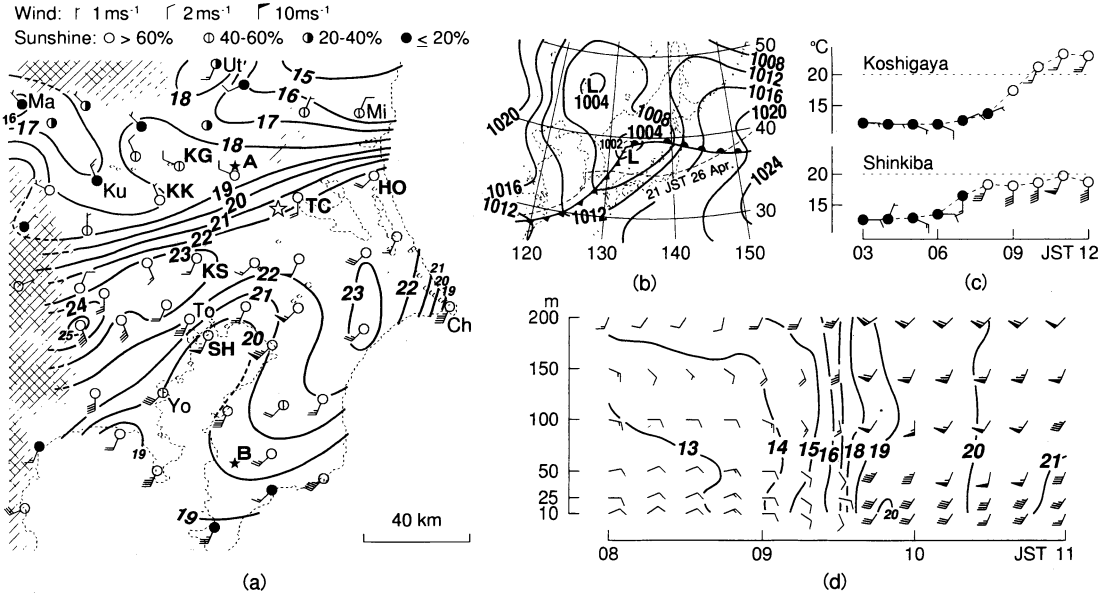 Wind: 1 ms⁻¹ 2 ms⁻¹ 10 ms⁻¹
Sunshine: > 60% 40-60% 20-40% ≤ 20%
Ut
15
18
16
Ma
16
17
17
Mi
18
KG
A
Ku
KK
19
HO
20
TC
21
22
23
KS
22
21
20
19
23
22
24
21
To
25
20
Ch
SH
Yo
19
B
19
40 km
(a)
50
1008
L
1004
1012
1016
1008
1020
1020
1004
40
1002
L
1016
21 JST 26 Apr.
1024
1012
1012
30
120 130 140 150
(b)
°C
Koshigaya
20
15
Shinkiba
20
15
03 06 09 JST 12
(c)
m
200
150
100
13 14 15 16 18 19 20 21
50
25
10
20
08 09 10 JST 11
(d)